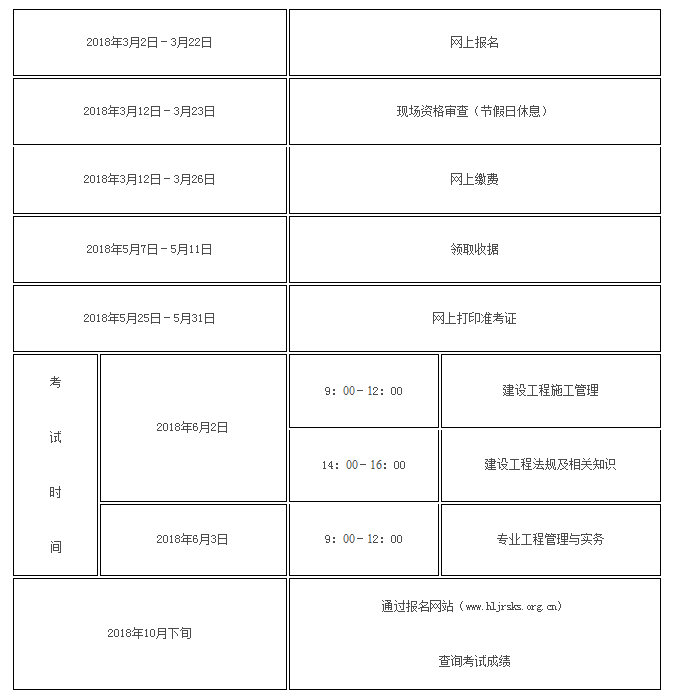 2018年3月2日-3月22日
网上报名
2018年3月12日-3月23日
现场资格审查（节假日休息）
2018年3月12日-3月26日
网上缴费
2018年5月7日-5月11日
领取收据
2018年5月25日-5月31日
网上打印准考证
考
试
时
间
2018年6月2日
9：00-12：00
建设工程施工管理
14：00-16：00
建设工程法规及相关知识
2018年6月3日
9：00-12：00
专业工程管理与实务
2018年10月下旬
通过报名网站（www.hljrsks.org.cn）
查询考试成绩